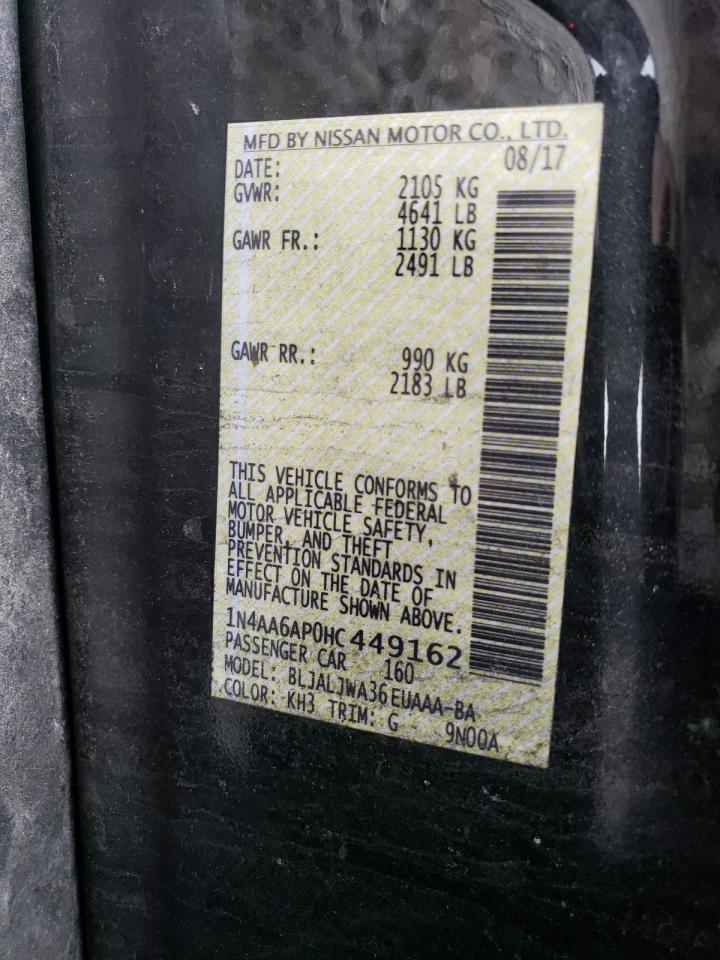 MFD BY NISSAN MOTOR CO., LTD.
DATE: 08/17
GVWR: 2105 KG
4641 LB
GAWR FR.: 1130 KG
2491 LB
GAWR RR.: 990 KG
2183 LB
THIS VEHICLE CONFORMS TO
ALL APPLICABLE FEDERAL
MOTOR VEHICLE SAFETY,
BUMPER, AND THEFT
PREVENTION STANDARDS IN
EFFECT ON THE DATE OF
MANUFACTURE SHOWN ABOVE.
1N4AA6AP0HC449162
PASSENGER CAR 160
MODEL: BLJALJWA36EUAAA-BA
COLOR: KH3 TRIM: G 9N00A